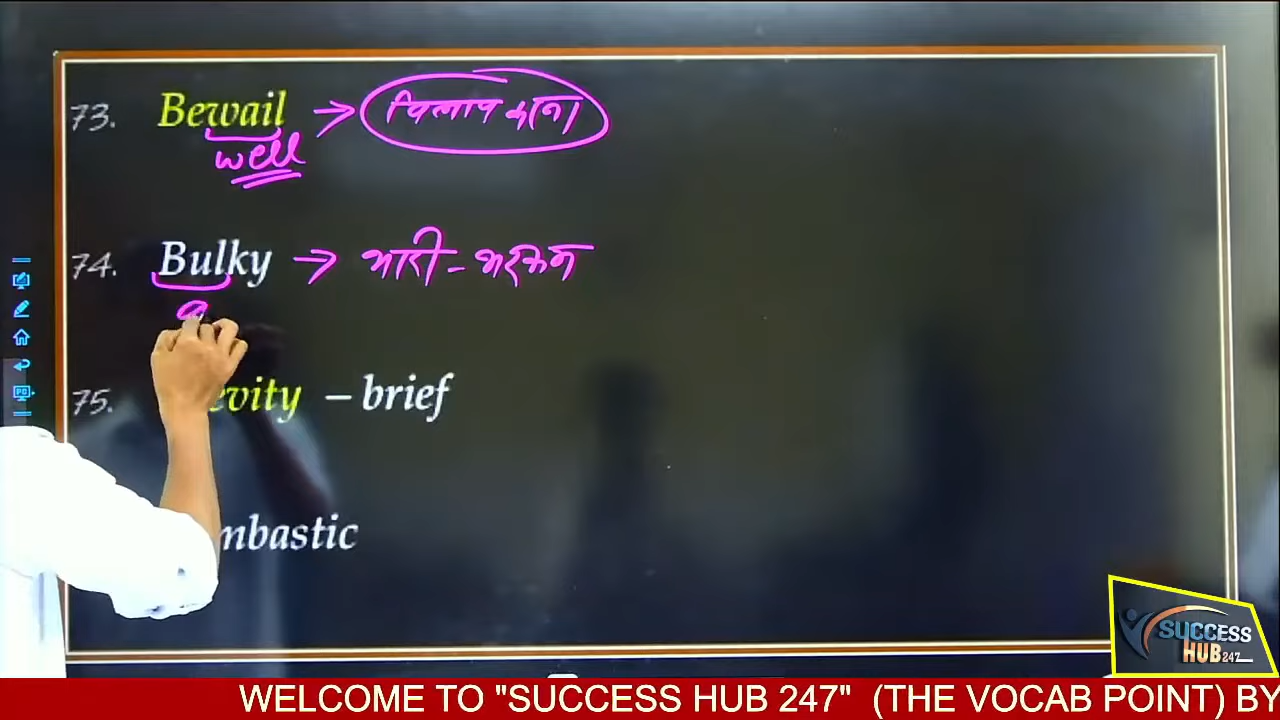 73. Bewail → विलाप करना
well
74. Bulky → भारी-भरकम
75. evity – brief
mbastic
SUCCESS
HUB 247
WELCOME TO "SUCCESS HUB 247" (THE VOCAB POINT) BY